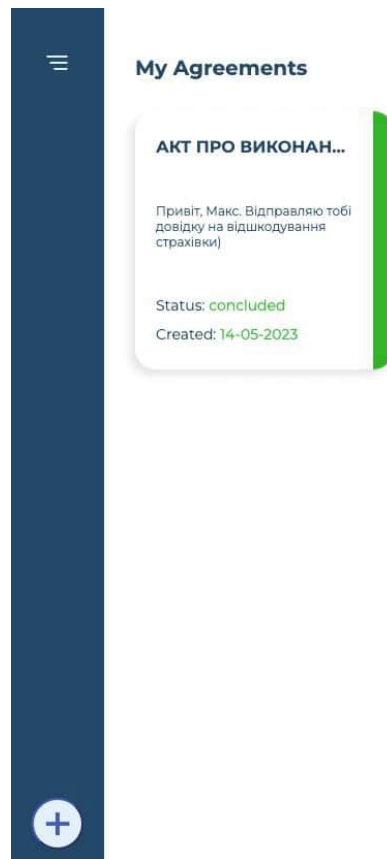 My Agreements
АКТ ПРО ВИКОНАН...
Привіт, Макс. Відправляю тобі
довідку на відшкодування
страхівки)
Status: concluded
Created: 14-05-2023